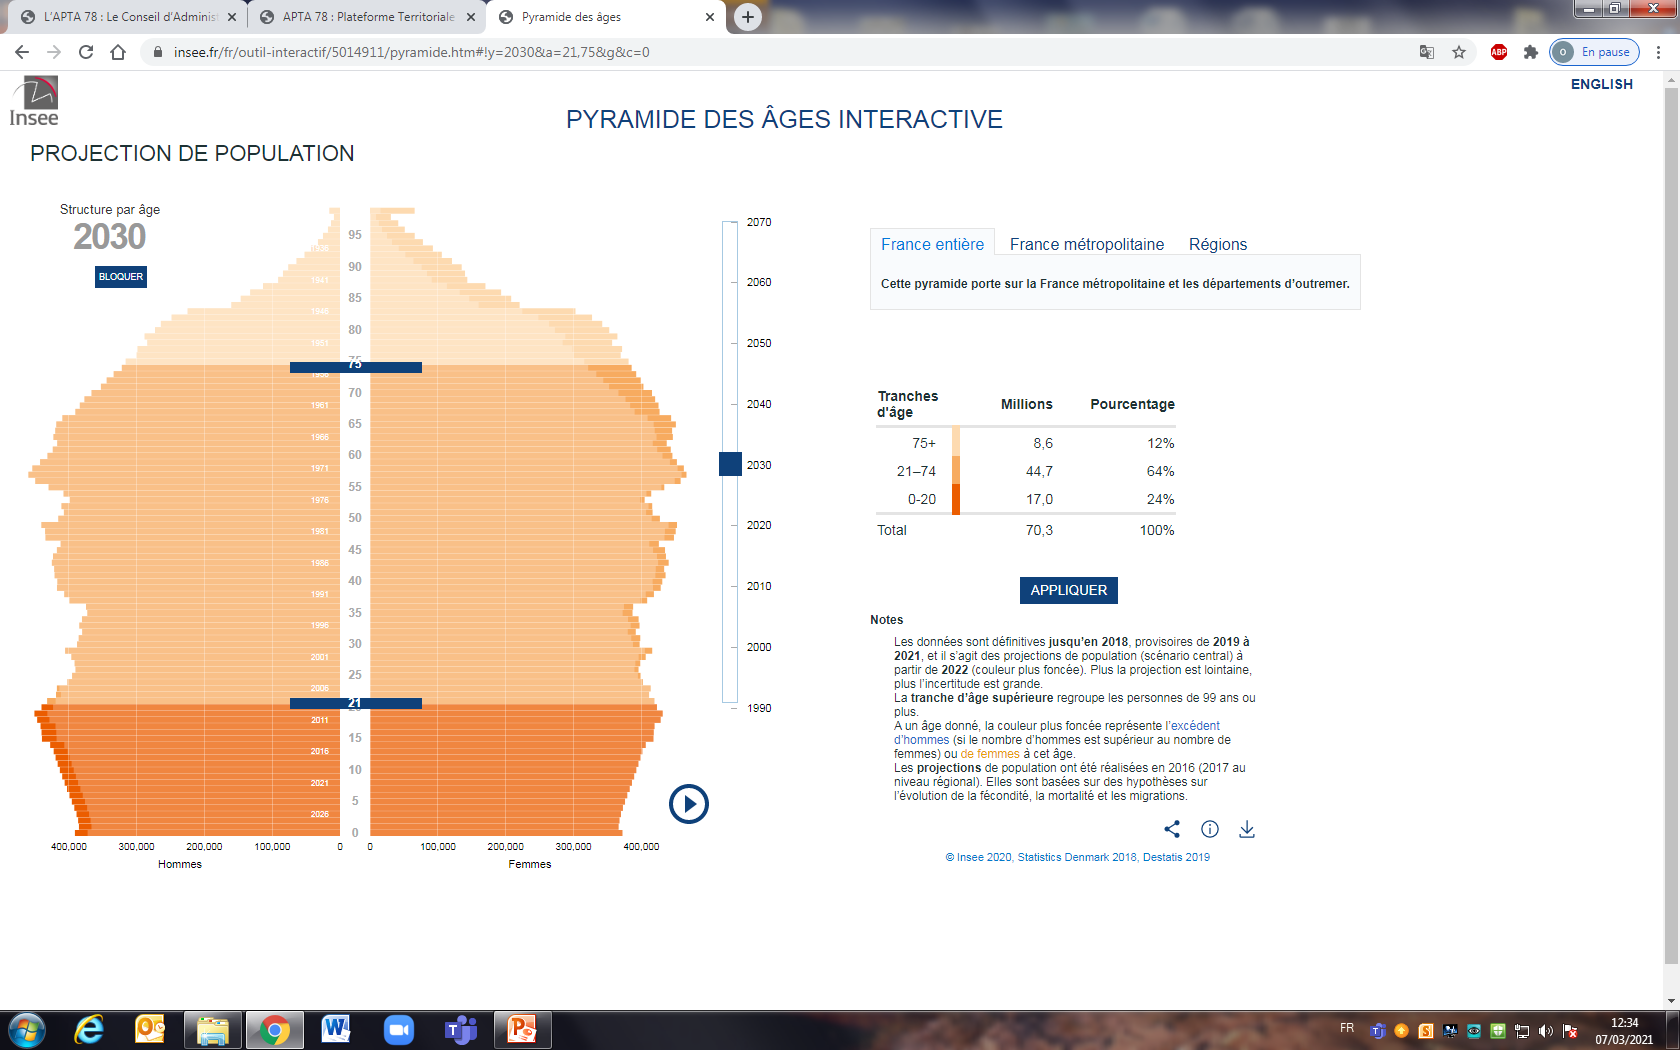 L'APTA 78 : Le Conseil d'Adminis
APTA 78 : Plateforme Territoriale
Pyramide des âges
insee.fr/fr/outil-interactif/5014911/pyramide.htm#!y=2030&a=21,75&g&c=0
ABP
O
En pause
Insee
ENGLISH
PYRAMIDE DES ÂGES INTERACTIVE
PROJECTION DE POPULATION
Structure par âge
2030
BLOQUER
95
90
1941
85
1946
80
1951
75
75
70
1961
65
1966
60
1971
55
1976
50
1981
45
1986
40
1991
35
1996
30
2001
25
2006
21
2011
15
2016
10
2021
5
2026
0
400,000
300,000
200,000
100,000
0
0
100,000
200,000
300,000
400,000
Hommes
Femmes
2070
2060
2050
2040
2030
2020
2010
2000
1990
France entière
France métropolitaine
Régions
Cette pyramide porte sur la France métropolitaine et les départements d'outremer.
Tranches d'âge Millions Pourcentage
75+ 8,6 12%
21–74 44,7 64%
0-20 17,0 24%
Total 70,3 100%
APPLIQUER
Notes
Les données sont définitives jusqu'en 2018, provisoires de 2019 à
2021, et il s'agit des projections de population (scénario central) à
partir de 2022 (couleur plus foncée). Plus la projection est lointaine,
plus l'incertitude est grande.
La tranche d'âge supérieure regroupe les personnes de 99 ans ou
plus.
A un âge donné, la couleur plus foncée représente l'excédent
d'hommes (si le nombre d'hommes est supérieur au nombre de
femmes) ou de femmes à cet âge.
Les projections de population ont été réalisées en 2016 (2017 au
niveau régional). Elles sont basées sur des hypothèses sur
l'évolution de la fécondité, la mortalité et les migrations.
© Insee 2020, Statistics Denmark 2018, Destatis 2019
FR
12:34
07/03/2021